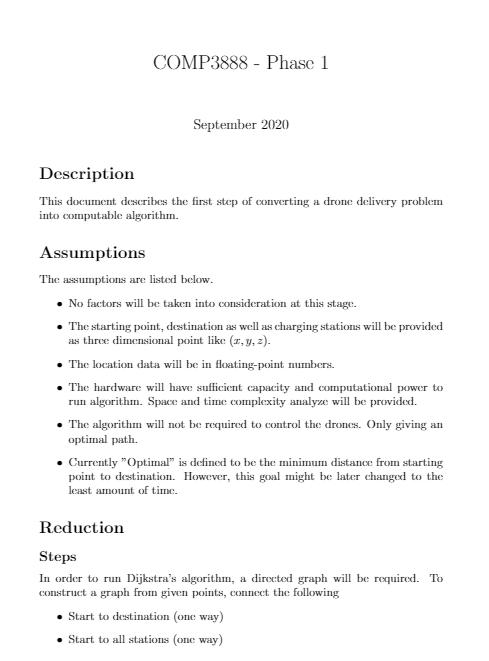 COMP3888 - Phase 1
September 2020
Description
This document describes the first step of converting a drone delivery problem
into computable algorithm.
Assumptions
The assumptions are listed below.
• No factors will be taken into consideration at this stage.
• The starting point, destination as well as charging stations will be provided
as three dimensional point like (x, y, z).
• The location data will be in floating-point numbers.
• The hardware will have sufficient capacity and computational power to
run algorithm. Space and time complexity analyze will be provided.
• The algorithm will not be required to control the drones. Only giving an
optimal path.
• Currently ”Optimal” is defined to be the minimum distance from starting
point to destination. However, this goal might be later changed to the
least amount of time.
Reduction
Steps
In order to run Dijkstra's algorithm, a directed graph will be required. To
construct a graph from given points, connect the following
• Start to destination (one way)
• Start to all stations (one way)